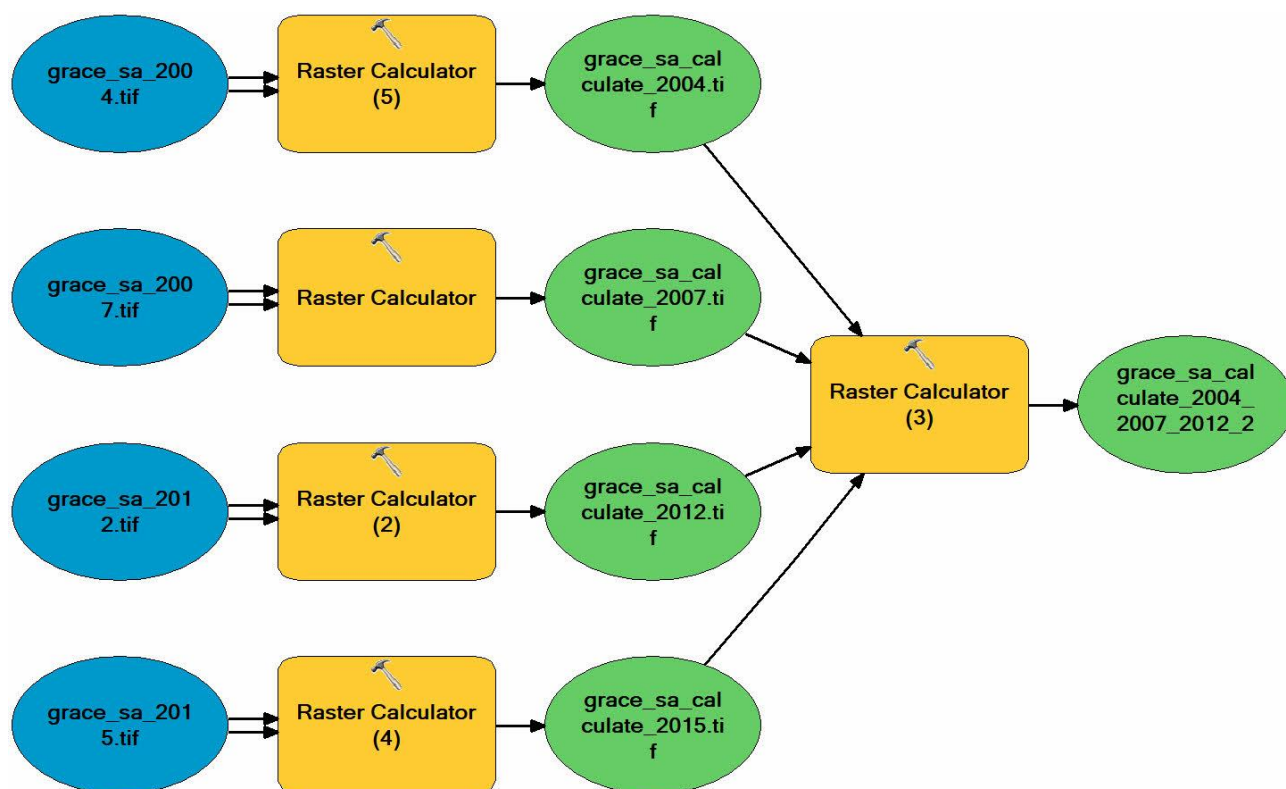 grace_sa_200
4.tif
Raster Calculator
(5)
grace_sa_cal
culate_2004.ti
f
grace_sa_200
7.tif
Raster Calculator
grace_sa_cal
culate_2007.ti
f
grace_sa_201
2.tif
Raster Calculator
(2)
grace_sa_cal
culate_2012.ti
f
grace_sa_201
5.tif
Raster Calculator
(4)
grace_sa_cal
culate_2015.ti
f
Raster Calculator
(3)
grace_sa_cal
culate_2004_
2007_2012_2